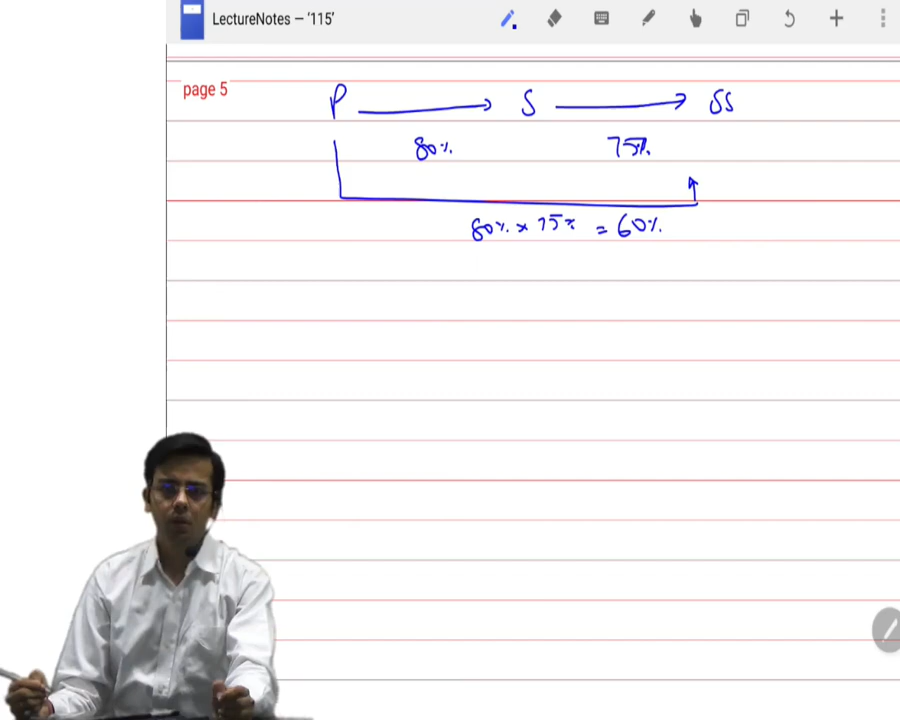 LectureNotes – '115'
page 5
P → S → SS
80% 75%
80% × 75% = 60%